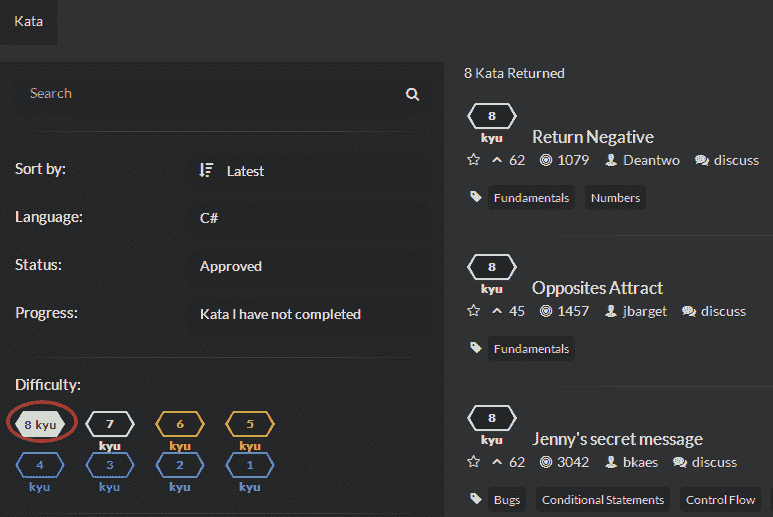 Kata
Search
Sort by:
Latest
Language:
C#
Status:
Approved
Progress:
Kata I have not completed
Difficulty:
8 kyu
7 kyu
6 kyu
5 kyu
4 kyu
3 kyu
2 kyu
1 kyu
8 Kata Returned
8 kyu
Return Negative
62 1079 Deantwo discuss
Fundamentals Numbers
8 kyu
Opposites Attract
45 1457 jbarget discuss
Fundamentals
8 kyu
Jenny's secret message
62 3042 bkaes discuss
Bugs Conditional Statements Control Flow